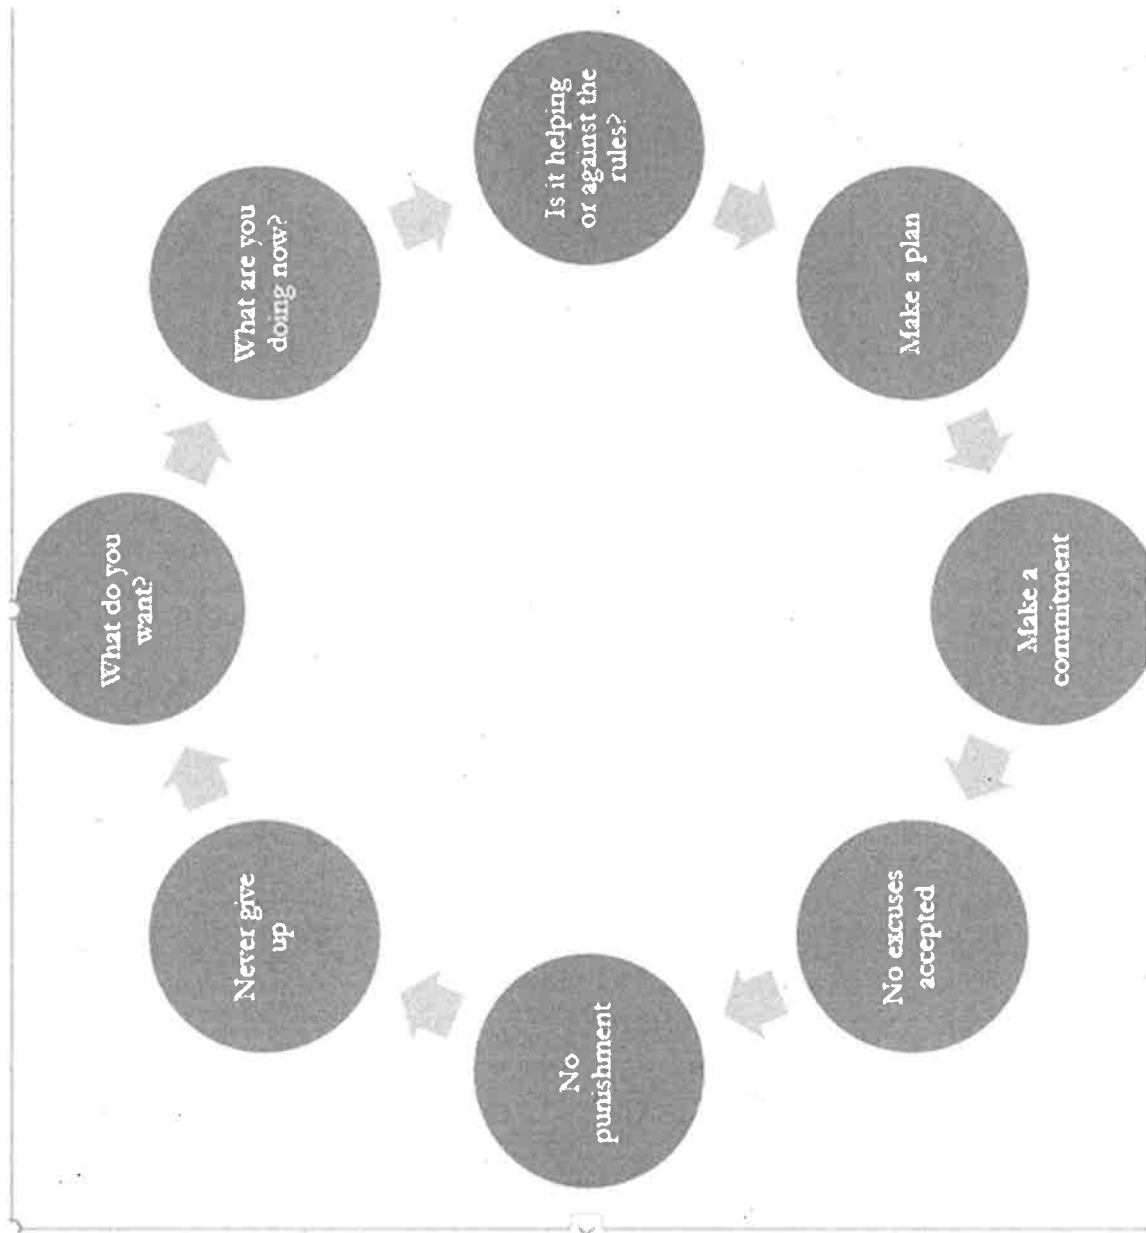 What do you
want?
What are you
doing now?
Is it helping
or against the
rules?
Make a plan
Make a
commitment
No excuses
accepted
No
punishment
Never give
up